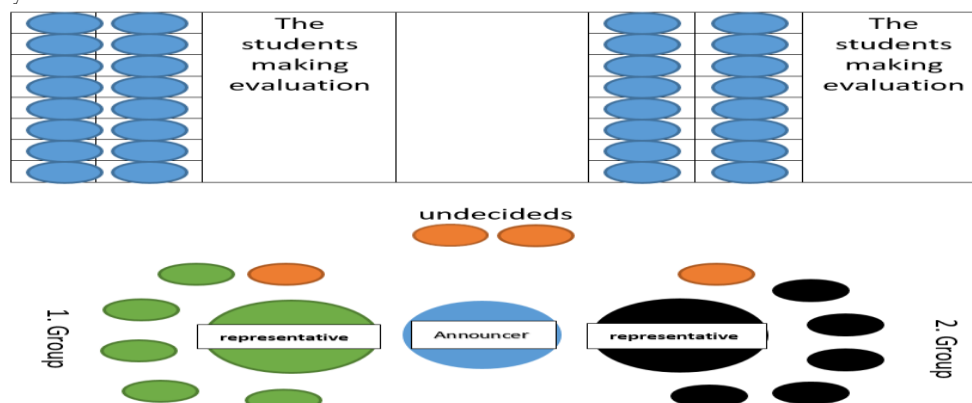 The
students
making
evaluation
The
students
making
evaluation
undecideds
1. Group
representative
Announcer
representative
2. Group